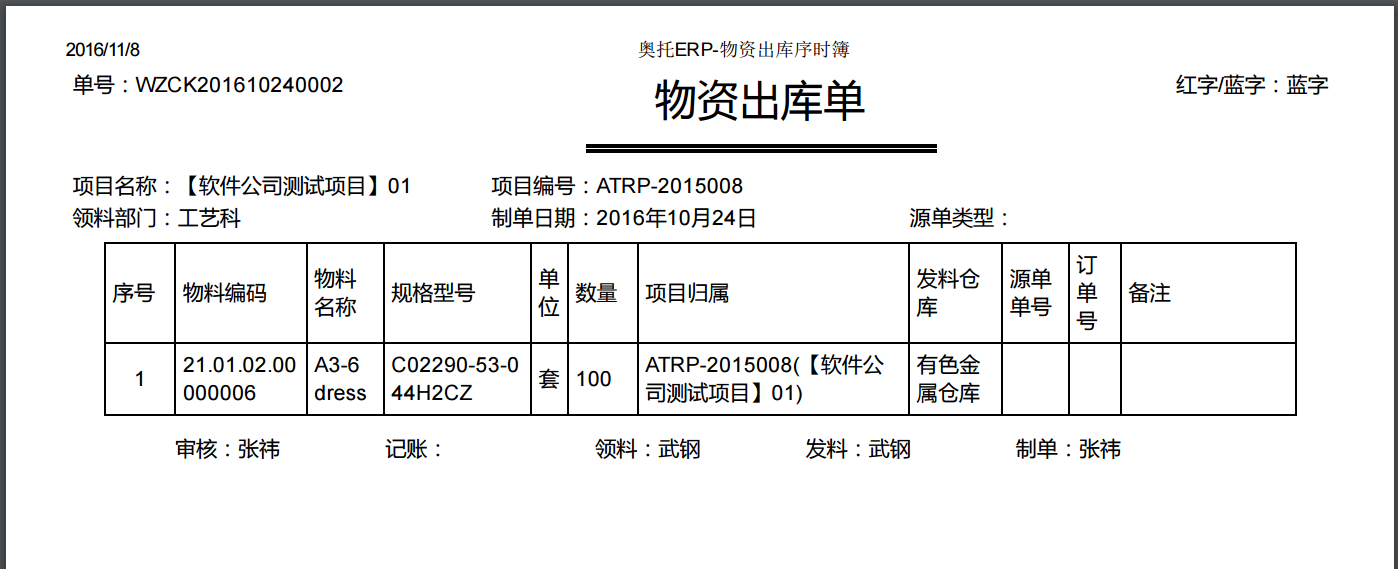 2016/11/8 奥托ERP-物资出库序时簿
单号：WZCK201610240002 红字/蓝字：蓝字
物资出库单
项目名称：【软件公司测试项目】01 项目编号：ATRP-2015008
领料部门：工艺科 制单日期：2016年10月24日 源单类型：
序号 物料编码 物料名称 规格型号 单位 数量 项目归属 发料仓库 源单单号 订单号 备注
1 21.01.02.00000006 A3-6dress C02290-53-044H2CZ 套 100 ATRP-2015008(【软件公司测试项目】01) 有色金属仓库
审核：张祎 记账： 领料：武钢 发料：武钢 制单：张祎